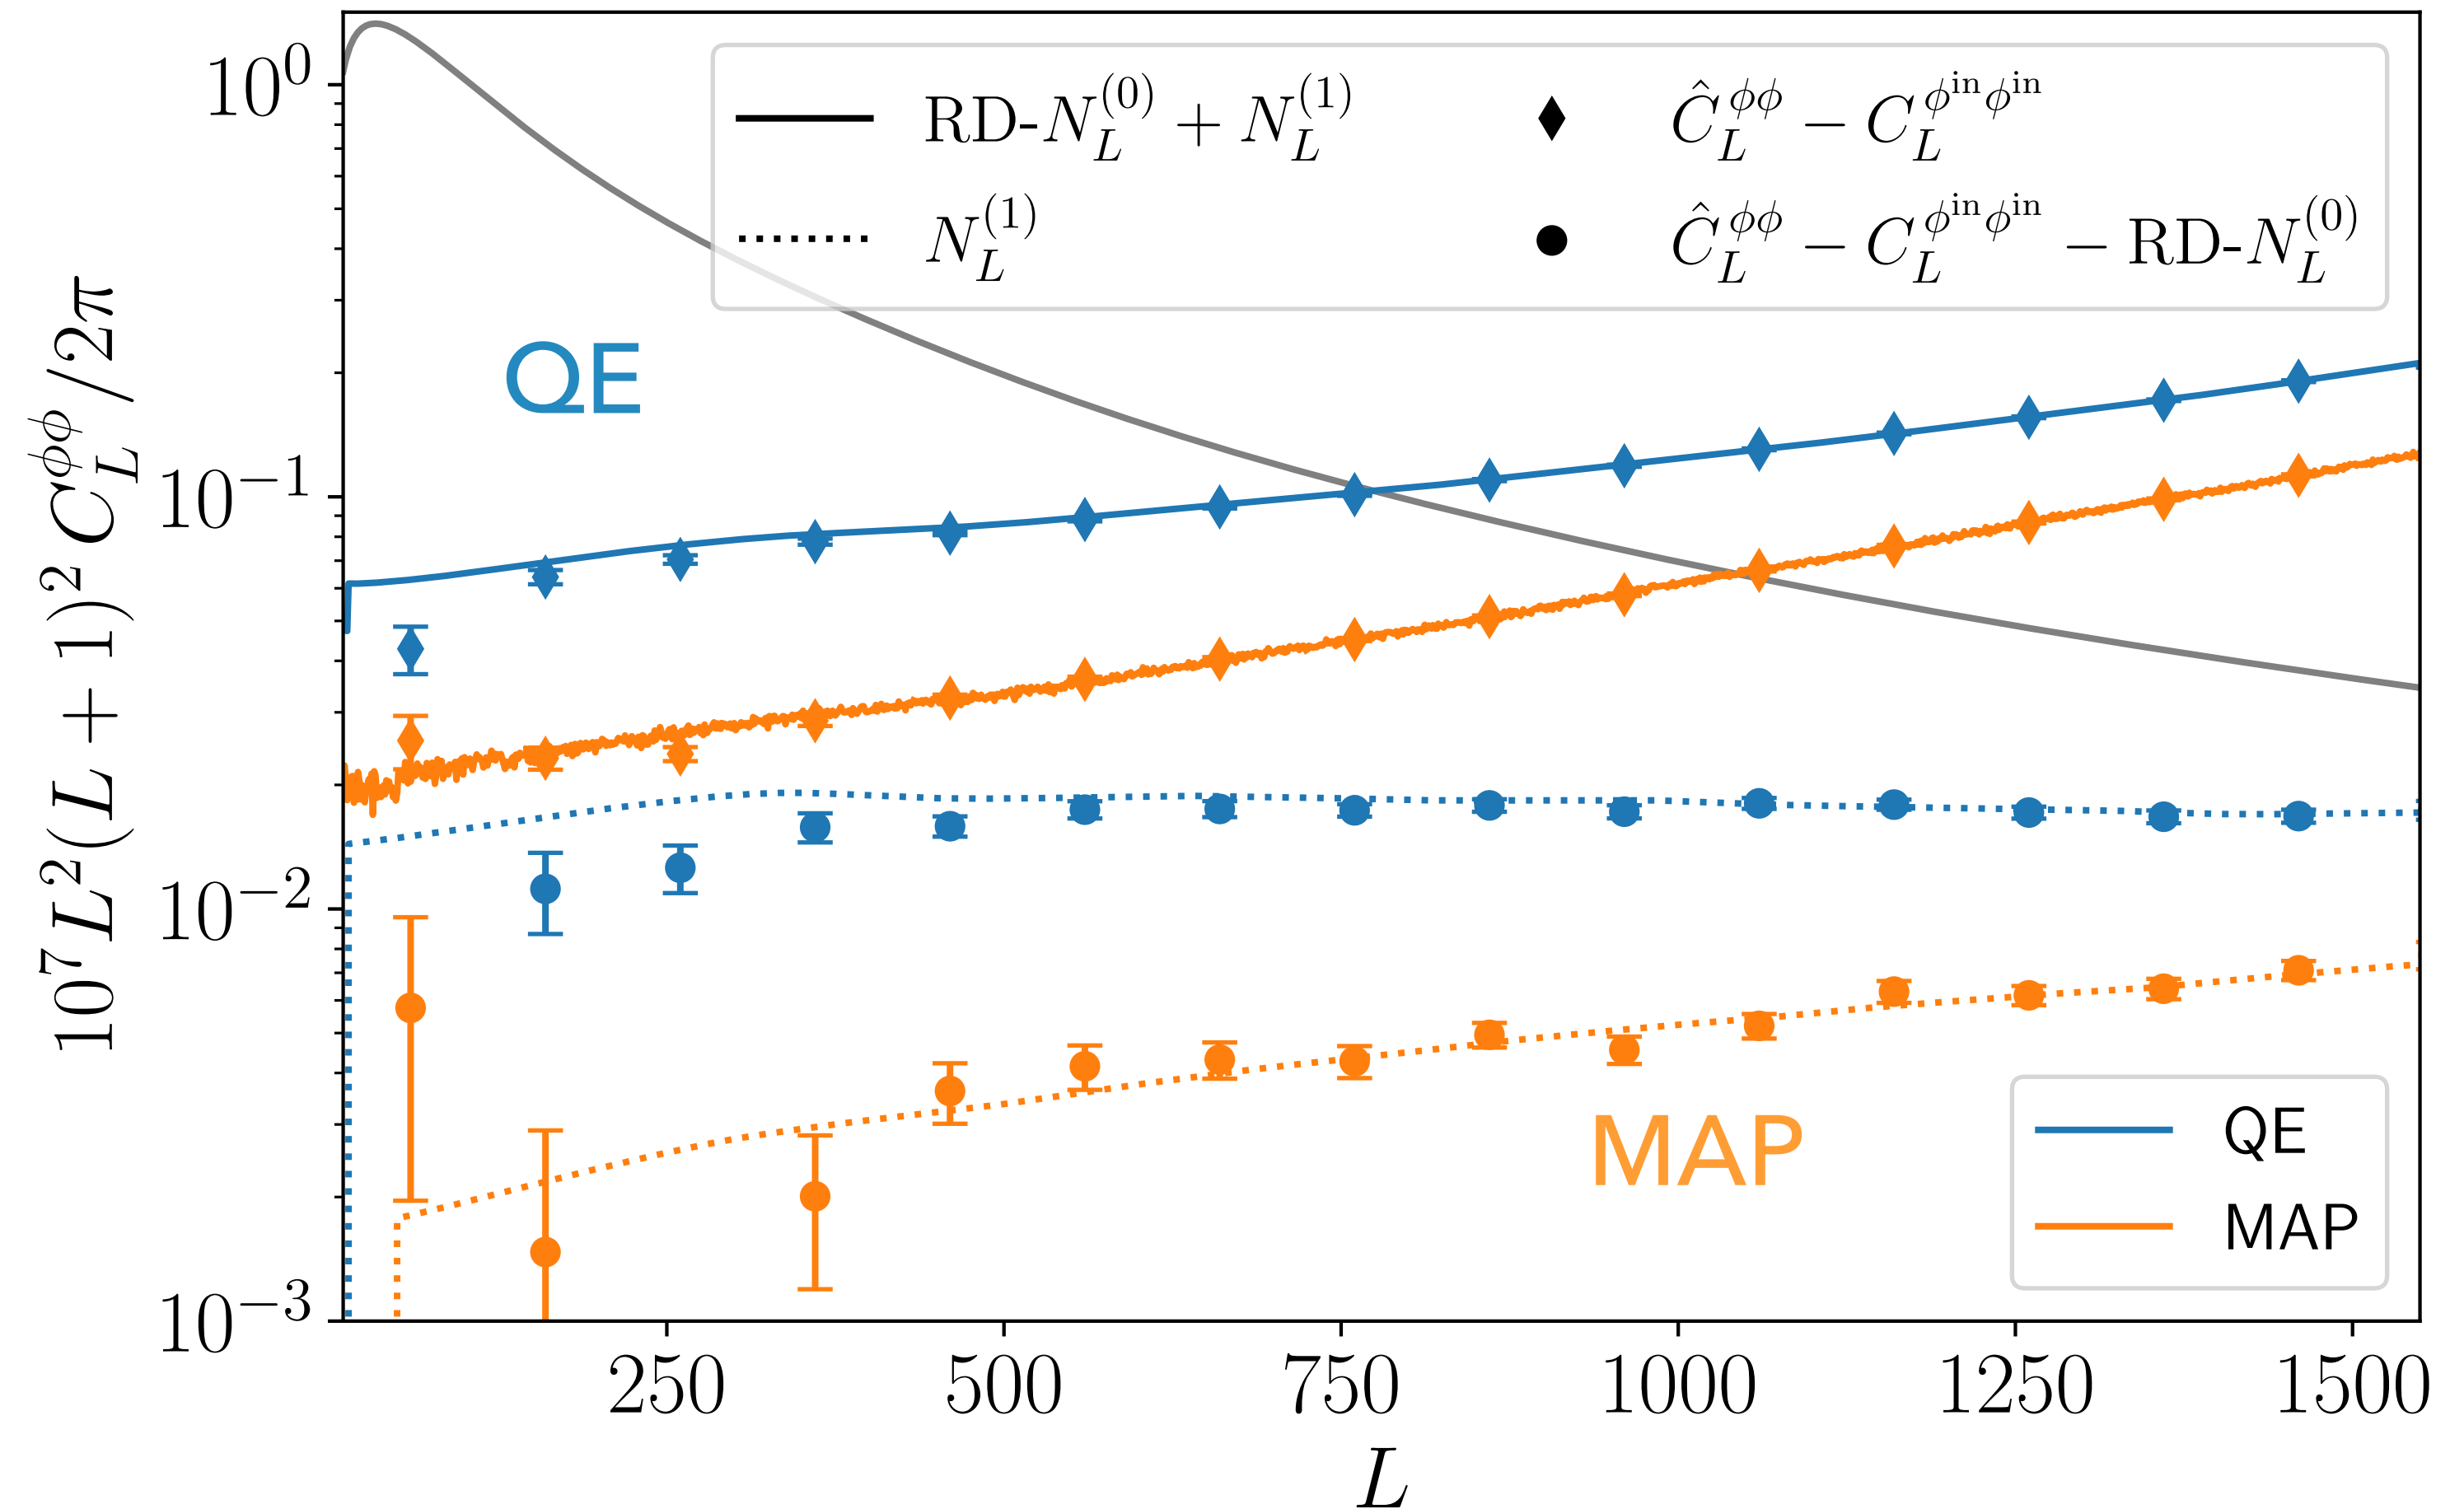 10^0
10^{-1}
10^{-2}
10^{-3}
10^7 L^2(L + 1)^2 C_L^{ϕϕ}/2π
RD-N_L^{(0)} + N_L^{(1)}
N_L^{(1)}
Ĉ_L^{ϕϕ} − C_L^{ϕ^{in}ϕ^{in}}
Ĉ_L^{ϕϕ} − C_L^{ϕ^{in}ϕ^{in}} − RD-N_L^{(0)}
QE
MAP
QE
MAP
250 500 750 1000 1250 1500
L